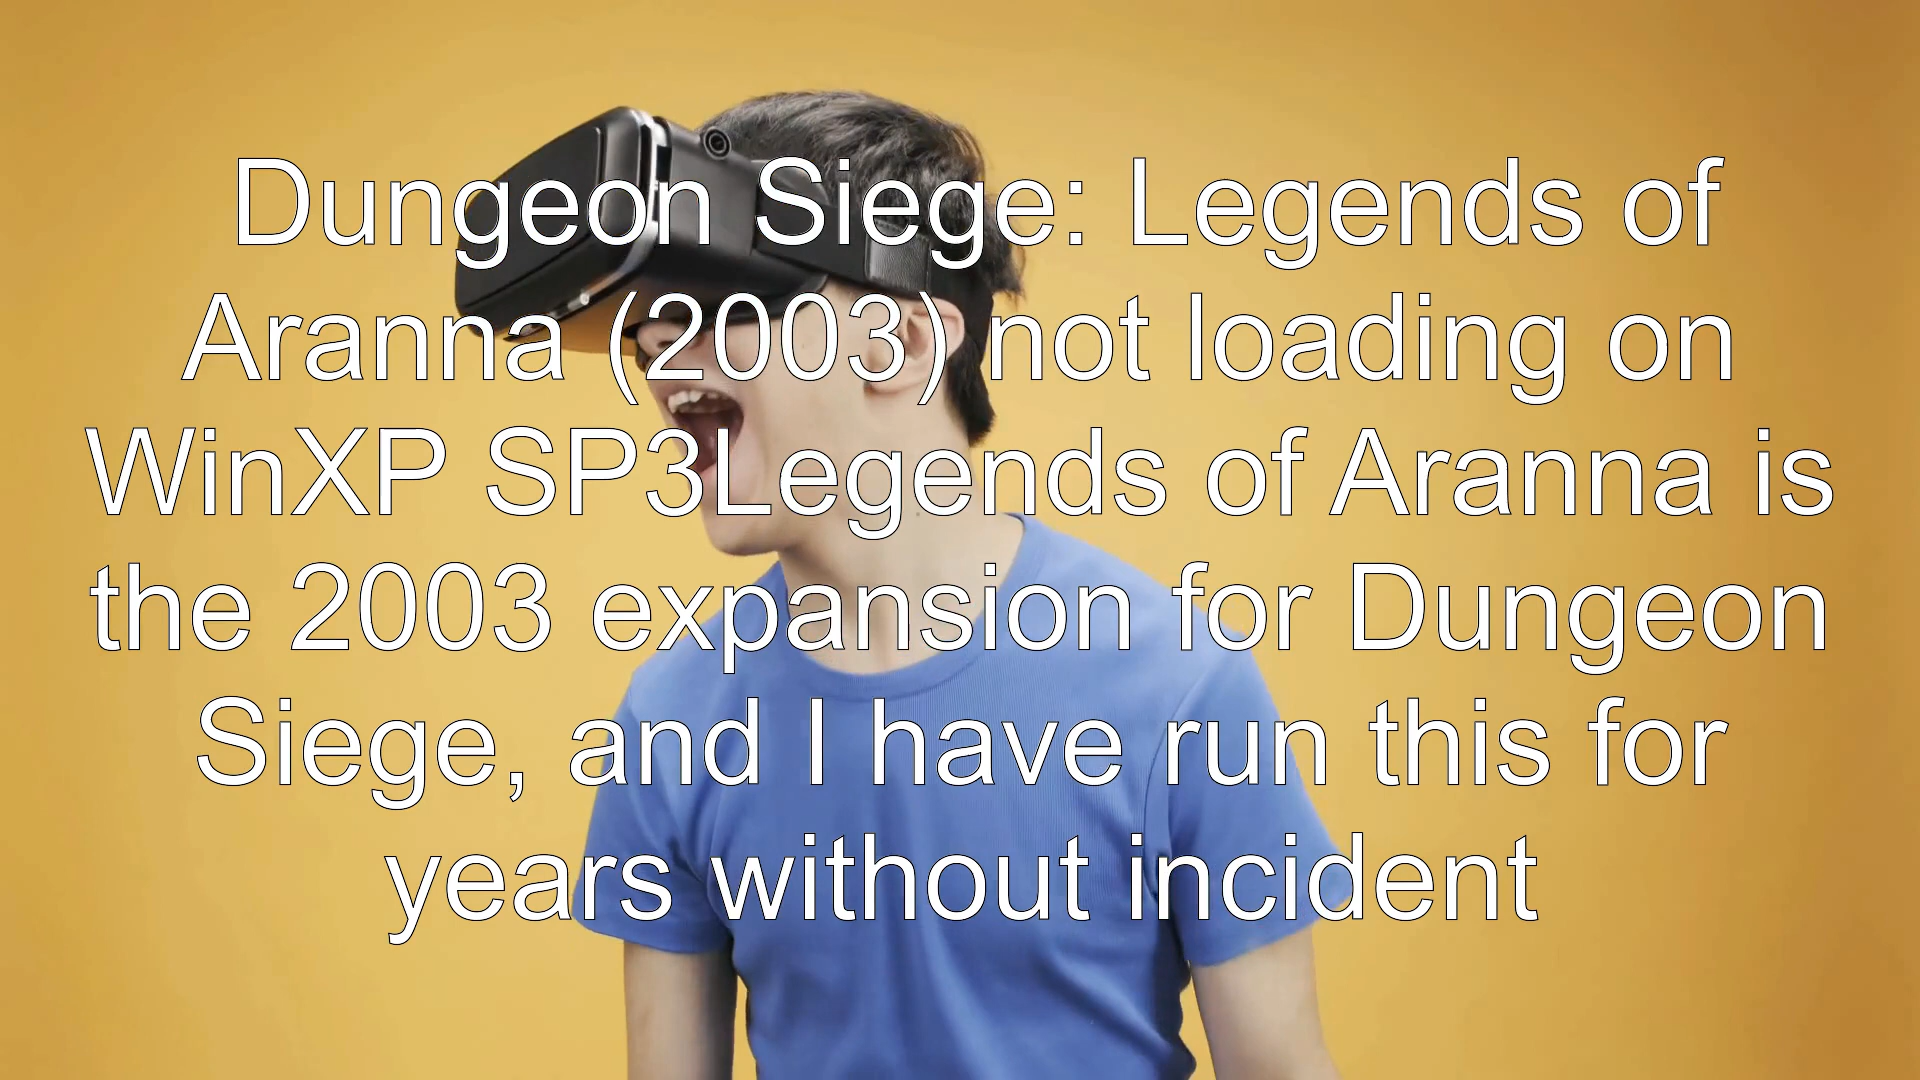 Dungeon Siege: Legends of
Aranna (2003) not loading on
WinXP SP3Legends of Aranna is
the 2003 expansion for Dungeon
Siege, and I have run this for
years without incident